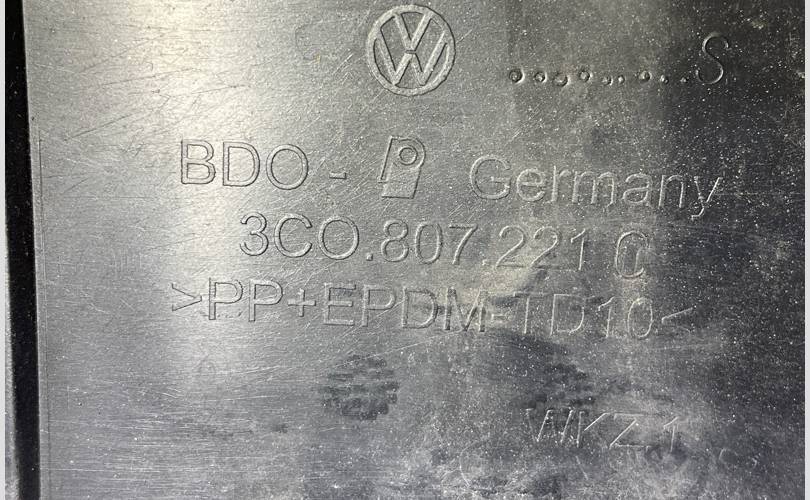 S
BDO - Germany
3C0.807.221 C
>PP+EPDM-TD10<
WKZ.1